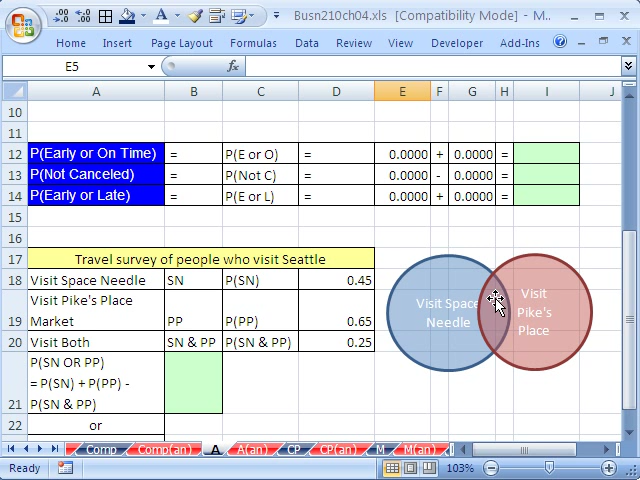 Busn210ch04.xls [Compatibility Mode] - M...
Home Insert Page Layout Formulas Data Review View Developer Add-Ins
E5 fx
A B C D E F G H I J
10
11
12 P(Early or On Time) = P(E or O) = 0.0000 + 0.0000 =
13 P(Not Canceled) = P(Not C) = 0.0000 - 0.0000 =
14 P(Early or Late) = P(E or L) = 0.0000 + 0.0000 =
15
16
17 Travel survey of people who visit Seattle
18 Visit Space Needle SN P(SN) 0.45
Visit Pike's Place
19 Market PP P(PP) 0.65
20 Visit Both SN & PP P(SN & PP) 0.25
P(SN OR PP)
= P(SN) + P(PP) -
21 P(SN & PP)
22 or
Visit Space
Needle
Visit
Pike's
Place
Comp Comp(an) A A(an) CP CP(an) M M(an)
Ready 103%